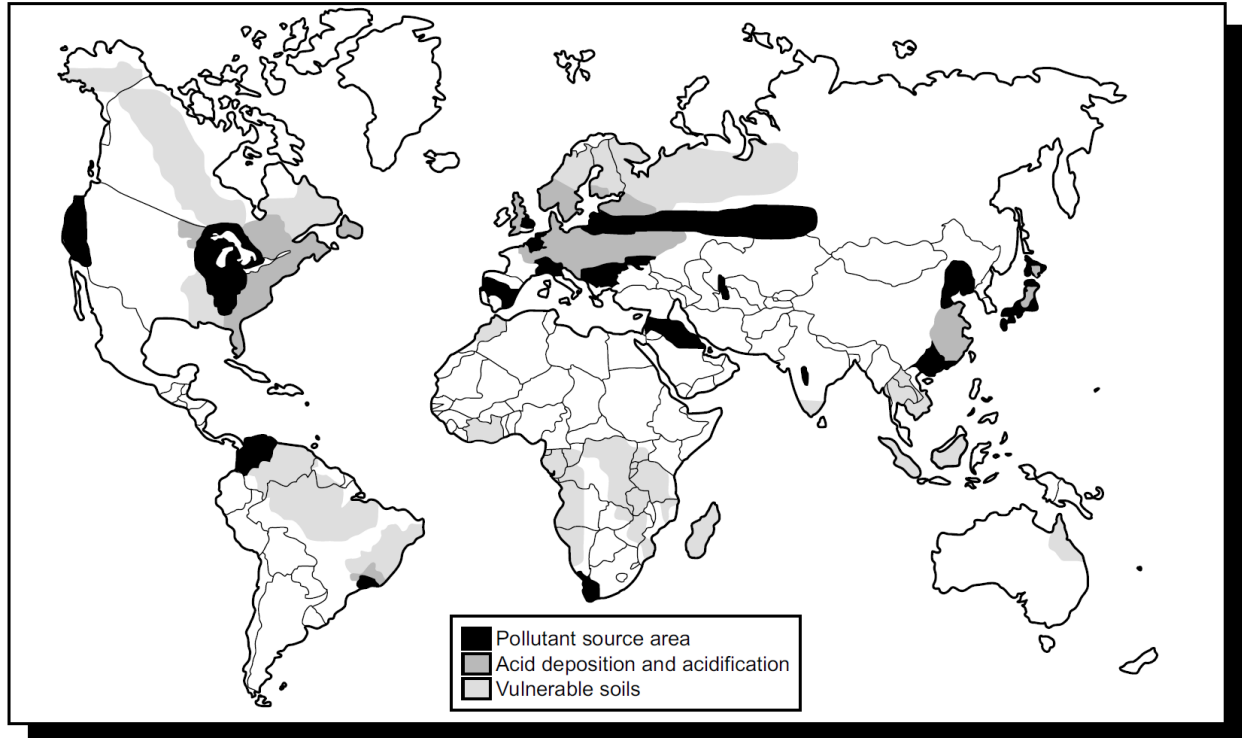 Pollutant source area
Acid deposition and acidification
Vulnerable soils